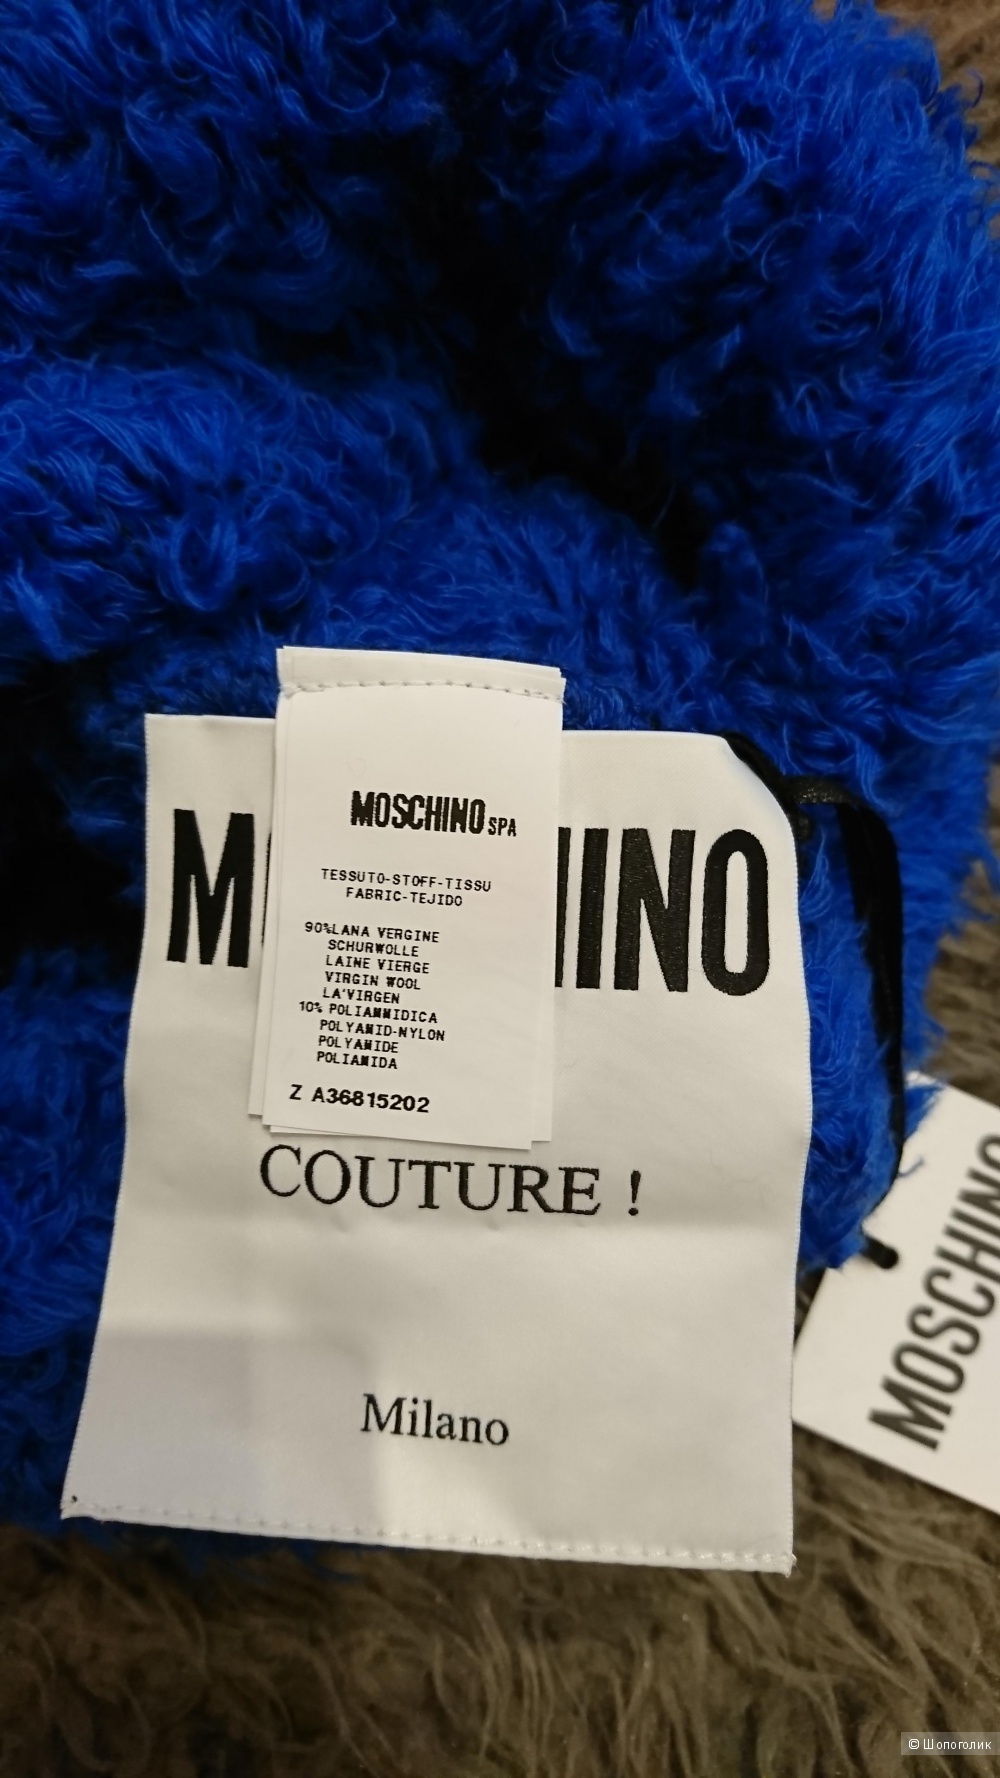 MOSCHINO SPA
TESSUTO-STOFF-TISSU
FABRIC-TEJIDO
90%LANA VERGINE
SCHURWOLLE
LAINE VIERGE
VIRGIN WOOL
LA'VIRGEN
10% POLIAMMIDICA
POLYAMID-NYLON
POLYAMIDE
POLIAMIDA
Z A36815202
M INO
COUTURE !
Milano
MOSCHINO
© Шопоголик